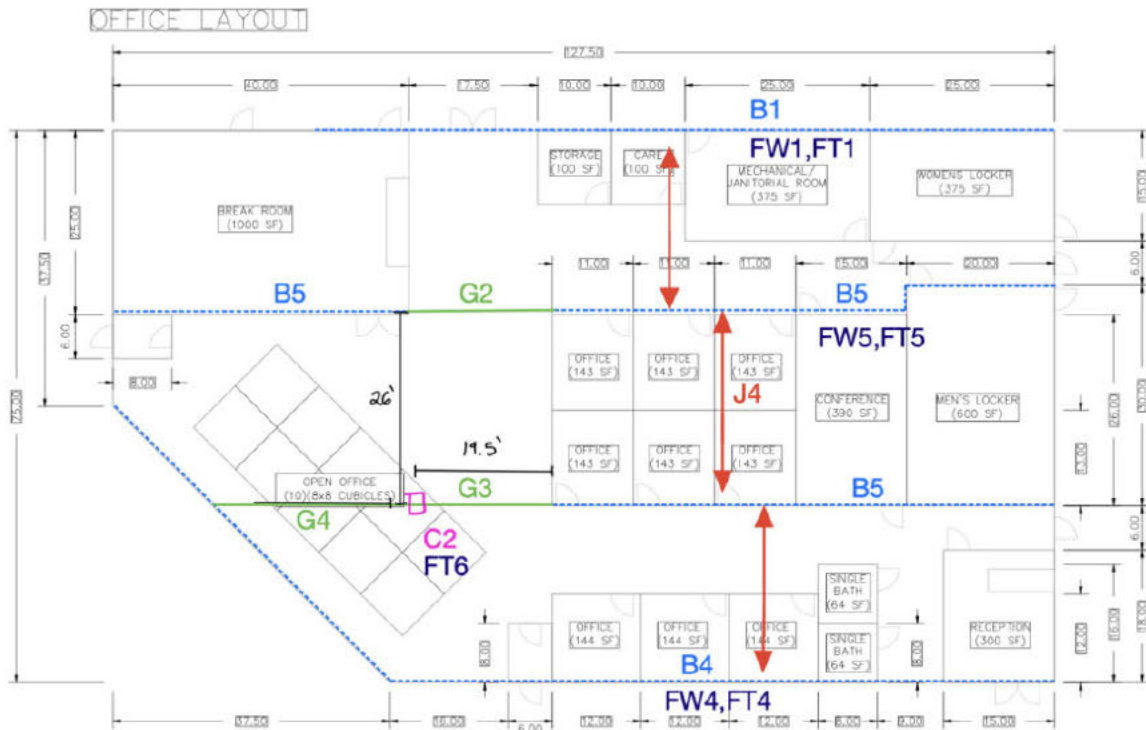 OFFICE LAYOUT
127.50
40.00
17.50
10.00
10.00
25.00
25.00
B1
FW1,FT1
STORAGE
(100 SF)
CARE
(100 SF)
MECHANICAL/
JANITORIAL ROOM
(375 SF)
WOMENS LOCKER
(375 SF)
BREAK ROOM
(1000 SF)
25.00
37.50
75.00
15.00
6.00
11.00
11.00
11.00
15.00
20.00
B5
G2
B5
FW5,FT5
6.00
8.00
OFFICE
(143 SF)
OFFICE
(143 SF)
OFFICE
(143 SF)
J4
CONFERENCE
(390 SF)
MEN'S LOCKER
(600 SF)
26'
19.5'
OFFICE
(143 SF)
OFFICE
(143 SF)
OFFICE
(143 SF)
26.00
30.00
13.00
OPEN OFFICE
(10)(8x8 CUBICLES)
G4
G3
B5
C2
FT6
6.00
SINGLE
BATH
(64 SF)
OFFICE
(144 SF)
OFFICE
(144 SF)
OFFICE
(144 SF)
SINGLE
BATH
(64 SF)
RECEPTION
(300 SF)
8.00
8.00
12.00
16.00
18.00
B4
FW4,FT4
37.50
16.00
6.00
12.00
12.00
12.00
8.00
9.00
15.00